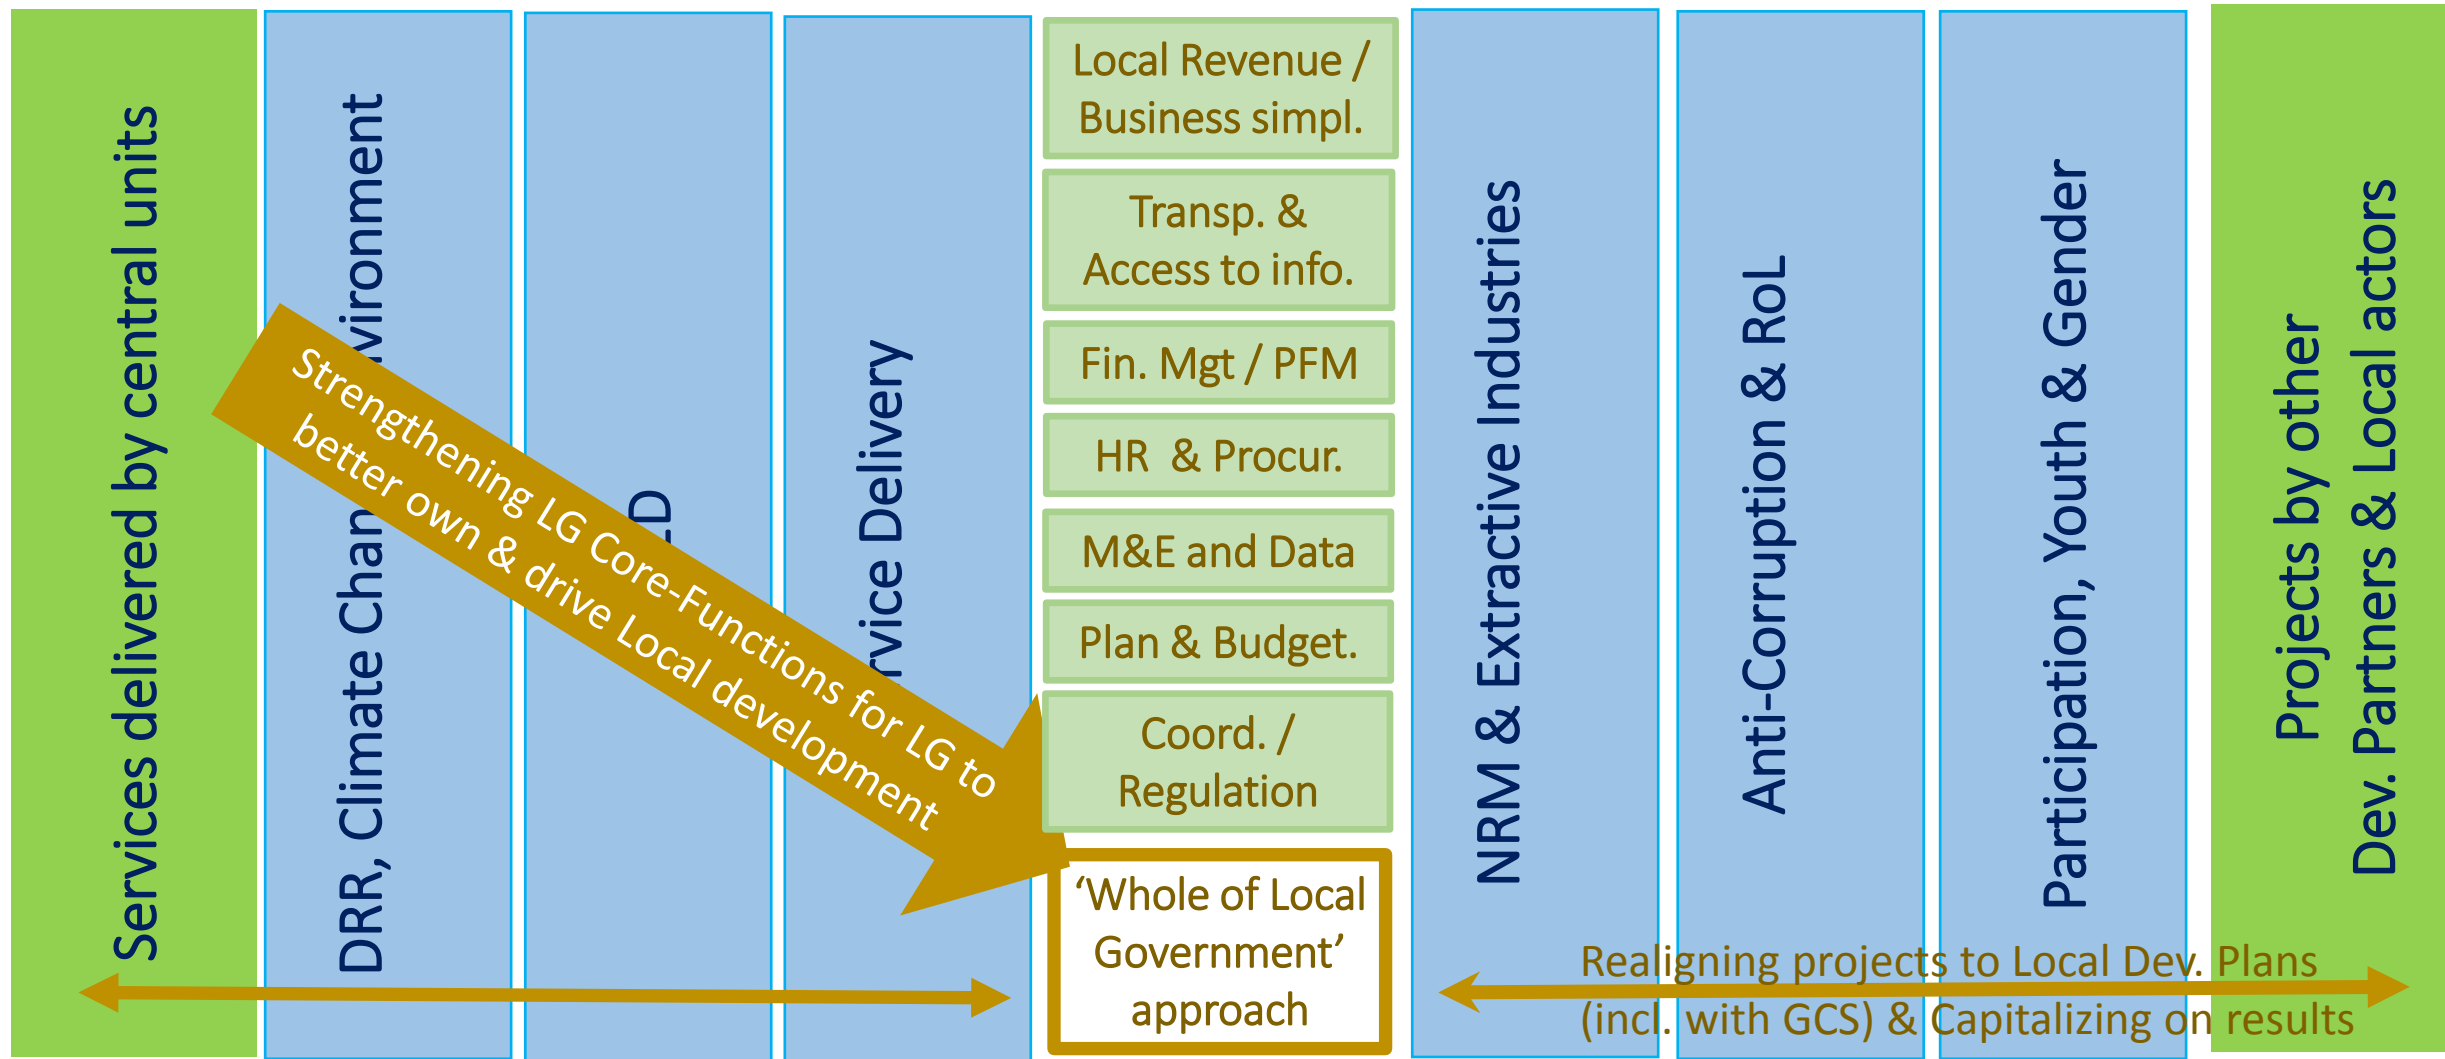 Services delivered by central units
DRR, Climate Chan vironment
D
rvice Delivery
Strengthening LG Core-Functions for LG to
better own & drive Local development
Local Revenue /
Business simpl.
Transp. &
Access to info.
Fin. Mgt / PFM
HR & Procur.
M&E and Data
Plan & Budget.
Coord. /
Regulation
‘Whole of Local
Government’
approach
NRM & Extractive Industries
Anti-Corruption & RoL
Participation, Youth & Gender
Projects by other
Dev. Partners & Local actors
Realigning projects to Local Dev. Plans
(incl. with GCS) & Capitalizing on results